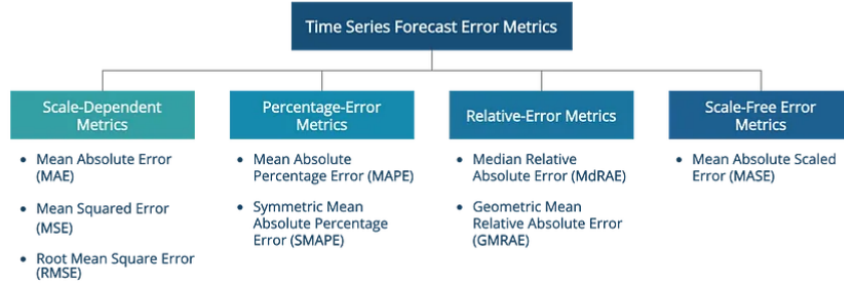 Time Series Forecast Error Metrics
Scale-Dependent
Metrics
• Mean Absolute Error
(MAE)
• Mean Squared Error
(MSE)
• Root Mean Square Error
(RMSE)
Percentage-Error
Metrics
• Mean Absolute
Percentage Error (MAPE)
• Symmetric Mean
Absolute Percentage
Error (SMAPE)
Relative-Error Metrics
• Median Relative
Absolute Error (MdRAE)
• Geometric Mean
Relative Absolute Error
(GMRAE)
Scale-Free Error
Metrics
• Mean Absolute Scaled
Error (MASE)